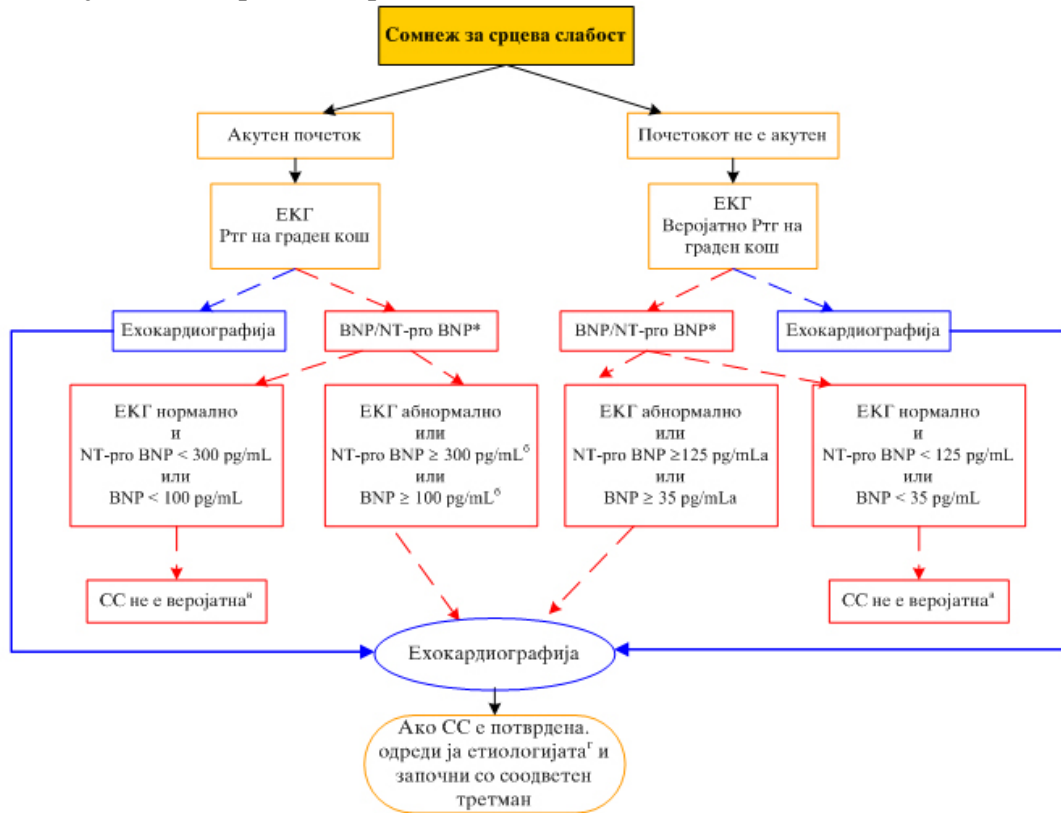 Сомнеж за срцева слабост
Акутен почеток
Почетокот не е акутен
ЕКГ
Ртг на граден кош
ЕКГ
Веројатно Ртг на
граден кош
Ехокардиографија
BNP/NT-pro BNP*
BNP/NT-pro BNP*
Ехокардиографија
ЕКГ нормално
и
NT-pro BNP < 300 pg/mL
или
BNP < 100 pg/mL
ЕКГ абнормално
или
NT-pro BNP ≥ 300 pg/mLб
или
BNP ≥ 100 pg/mLб
ЕКГ абнормално
или
NT-pro BNP ≥125 pg/mLa
или
BNP ≥ 35 pg/mLa
ЕКГ нормално
и
NT-pro BNP < 125 pg/mL
или
BNP < 35 pg/mL
СС не е веројатнаа
СС не е веројатнаа
Ехокардиографија
Ако СС е потврдена.
одреди ја етиологијатаг и
започни со соодветен
третман